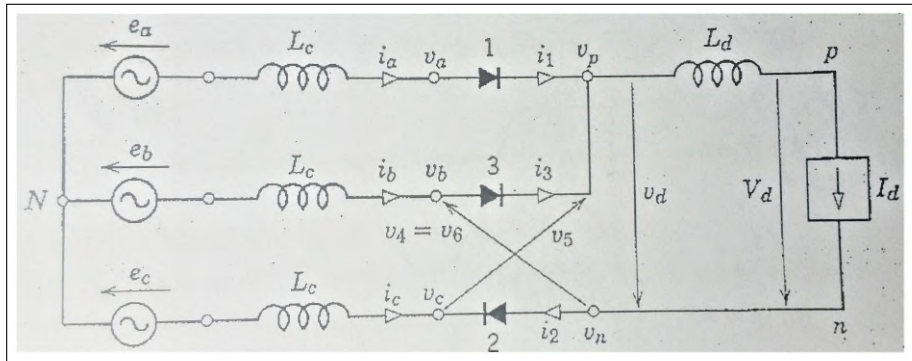 e_a
L_c i_a v_a 1 i_1 v_p L_d p
e_b
L_c i_b v_b 3 i_3
N
v_4 = v_6 v_5 v_d V_d I_d
e_c
L_c i_c v_c 2 i_2 v_n n